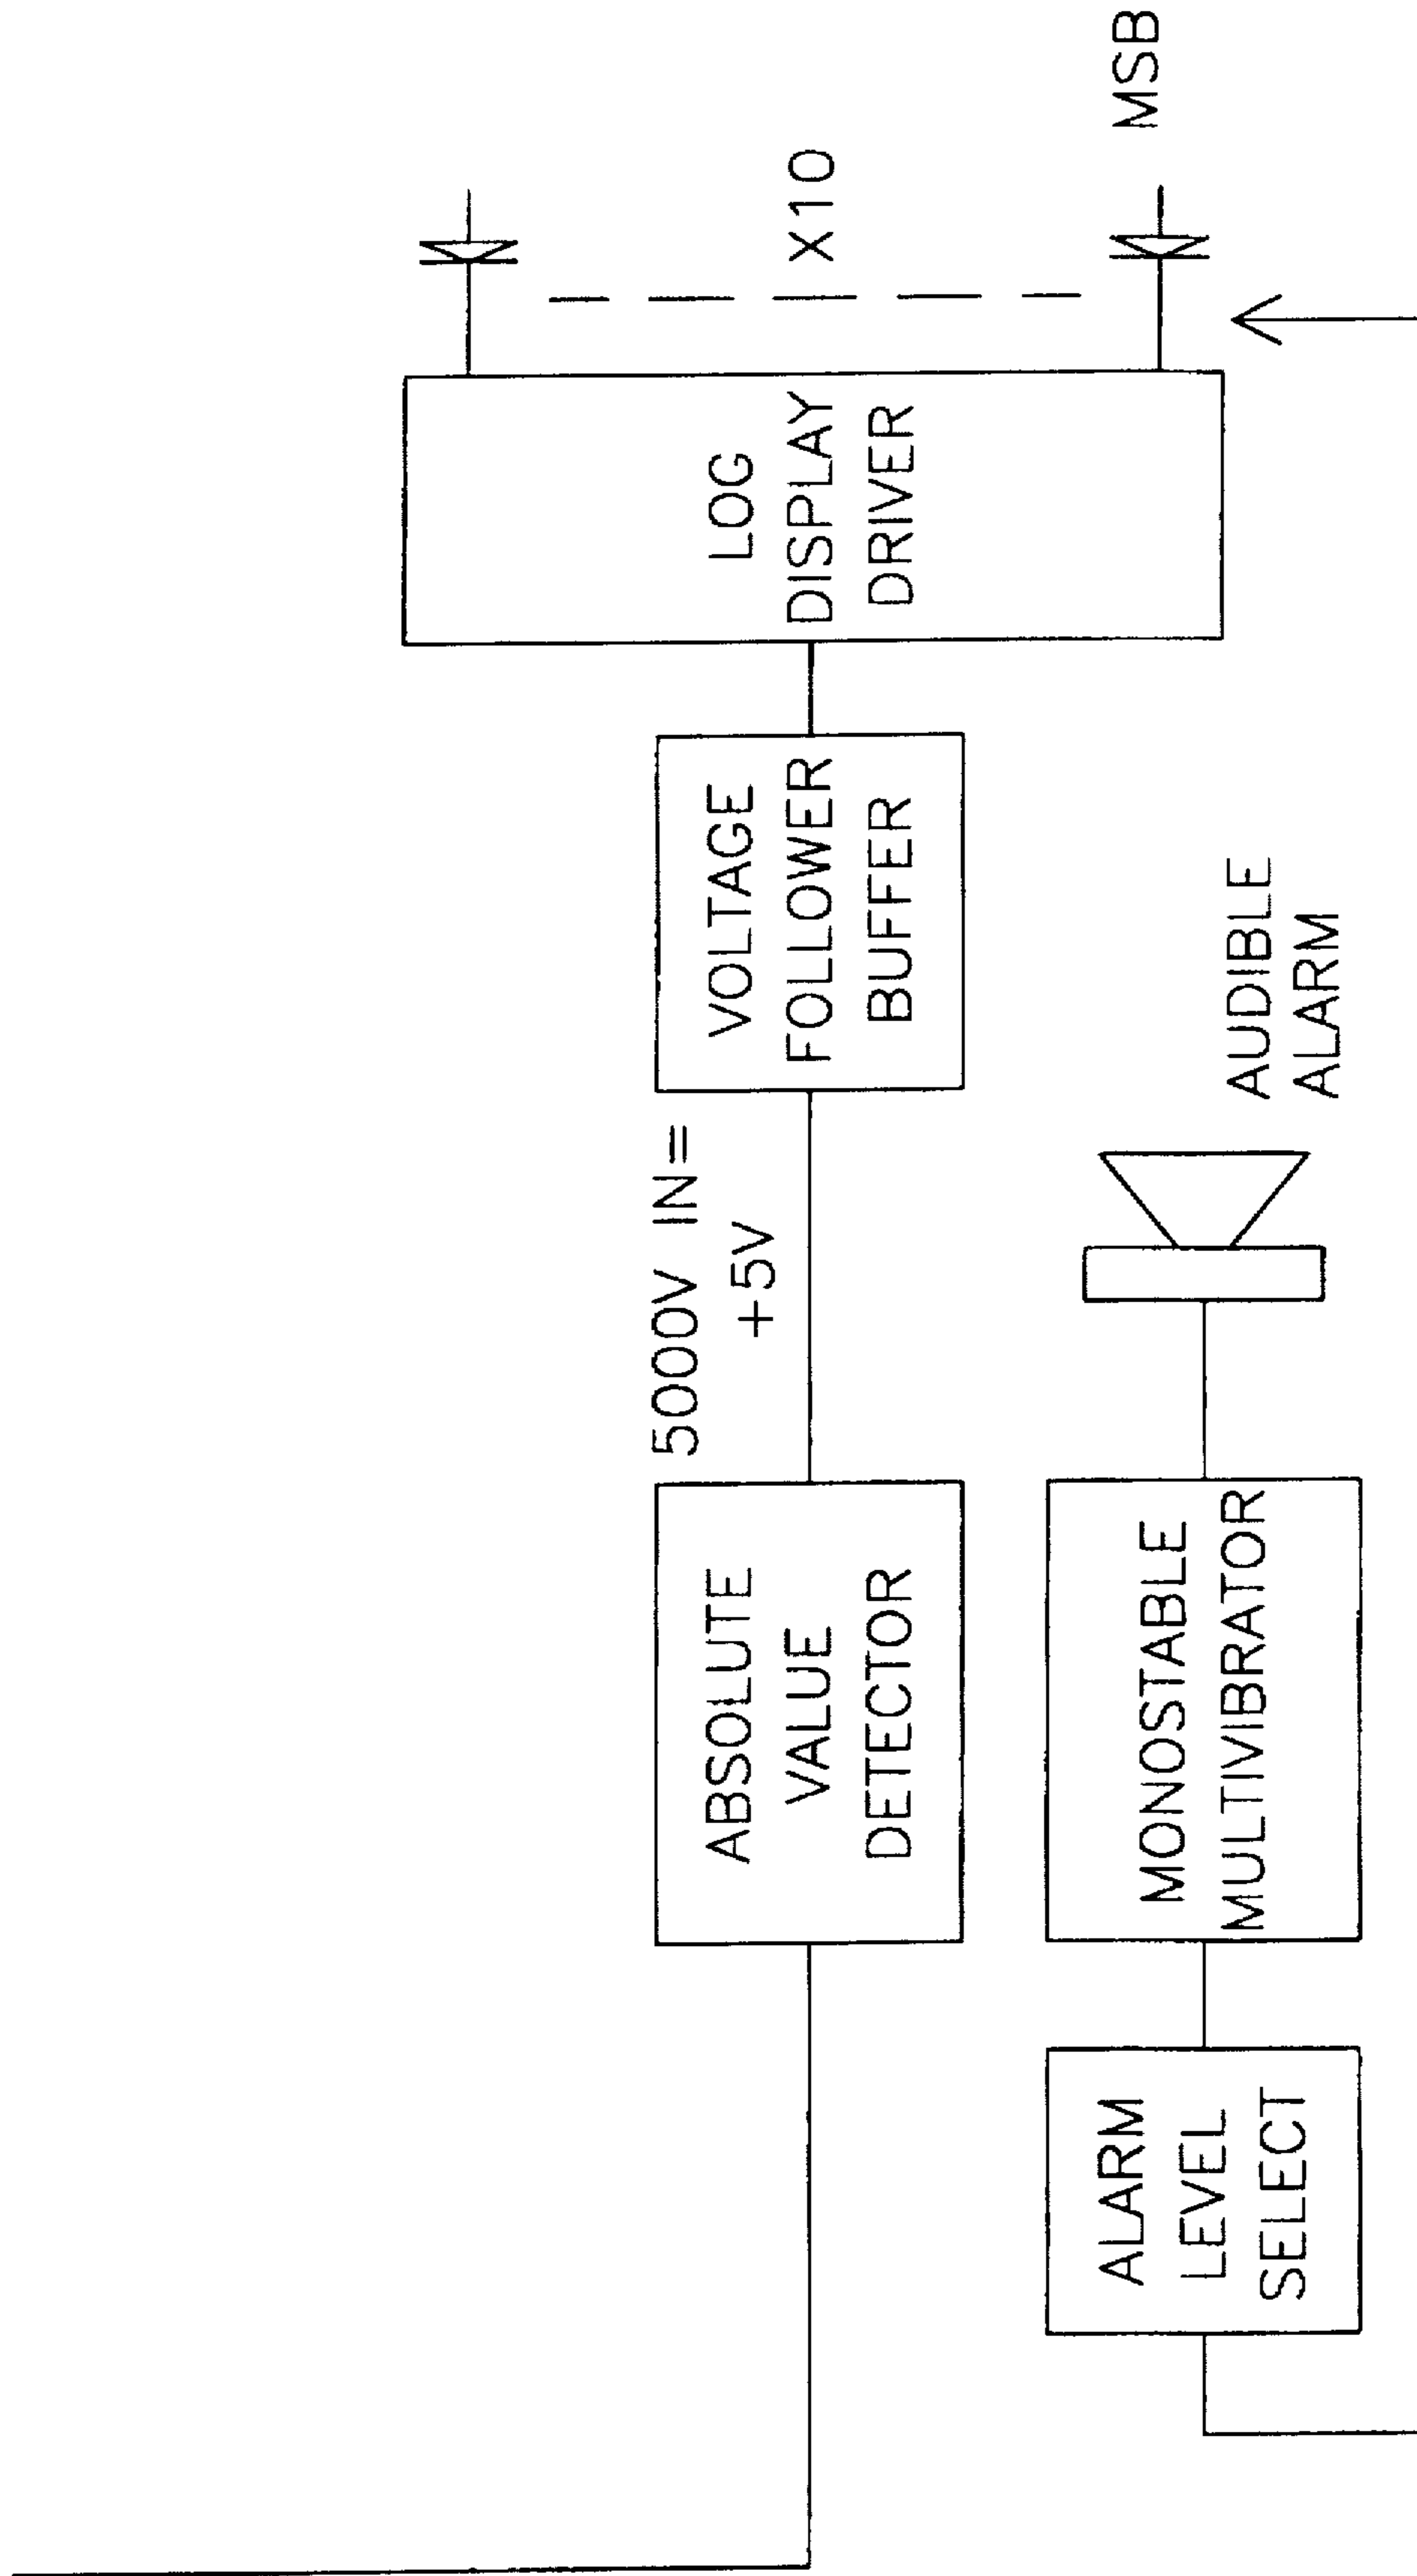 ABSOLUTE
VALUE
DETECTOR
5000V IN=
+5V
VOLTAGE
FOLLOWER
BUFFER
LOG
DISPLAY
DRIVER
X10
MSB
ALARM
LEVEL
SELECT
MONOSTABLE
MULTIVIBRATOR
AUDIBLE
ALARM